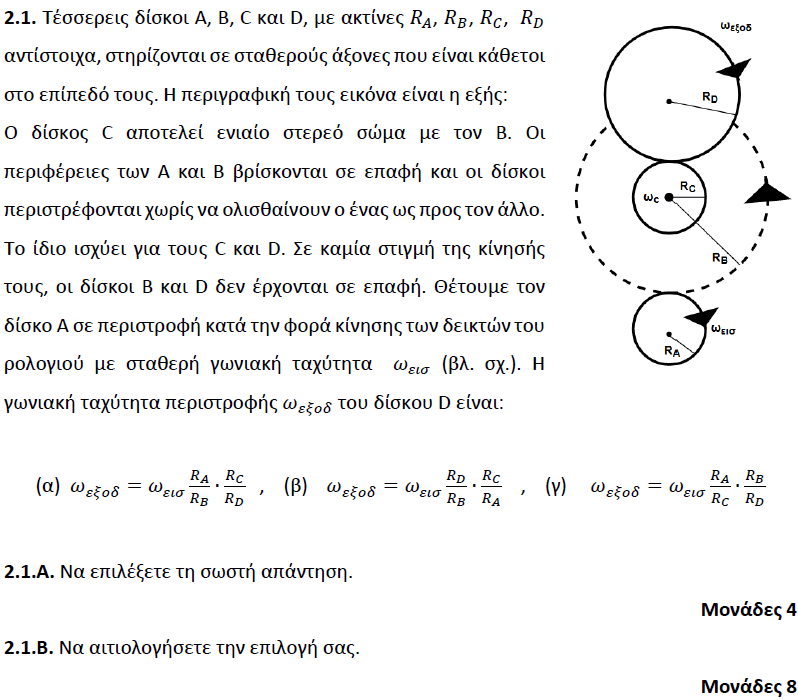 2.1. Τέσσερεις δίσκοι Α, Β, C και D, με ακτίνες R_A, R_B, R_C, R_D
αντίστοιχα, στηρίζονται σε σταθερούς άξονες που είναι κάθετοι
στο επίπεδό τους. Η περιγραφική τους εικόνα είναι η εξής:
Ο δίσκος C αποτελεί ενιαίο στερεό σώμα με τον Β. Οι
περιφέρειες των Α και Β βρίσκονται σε επαφή και οι δίσκοι
περιστρέφονται χωρίς να ολισθαίνουν ο ένας ως προς τον άλλο.
Το ίδιο ισχύει για τους C και D. Σε καμία στιγμή της κίνησής
τους, οι δίσκοι Β και D δεν έρχονται σε επαφή. Θέτουμε τον
δίσκο Α σε περιστροφή κατά την φορά κίνησης των δεικτών του
ρολογιού με σταθερή γωνιακή ταχύτητα ω_εισ (βλ. σχ.). Η
γωνιακή ταχύτητα περιστροφής ω_εξοδ του δίσκου D είναι:
ω_εξοδ
R_D
R_C
ω_C
R_B
ω_εισ
R_A
(α) ω_εξοδ = ω_εισ R_A/R_B · R_C/R_D , (β) ω_εξοδ = ω_εισ R_D/R_B · R_C/R_A , (γ) ω_εξοδ = ω_εισ R_A/R_C · R_B/R_D
2.1.Α. Να επιλέξετε τη σωστή απάντηση.
Μονάδες 4
2.1.Β. Να αιτιολογήσετε την επιλογή σας.
Μονάδες 8